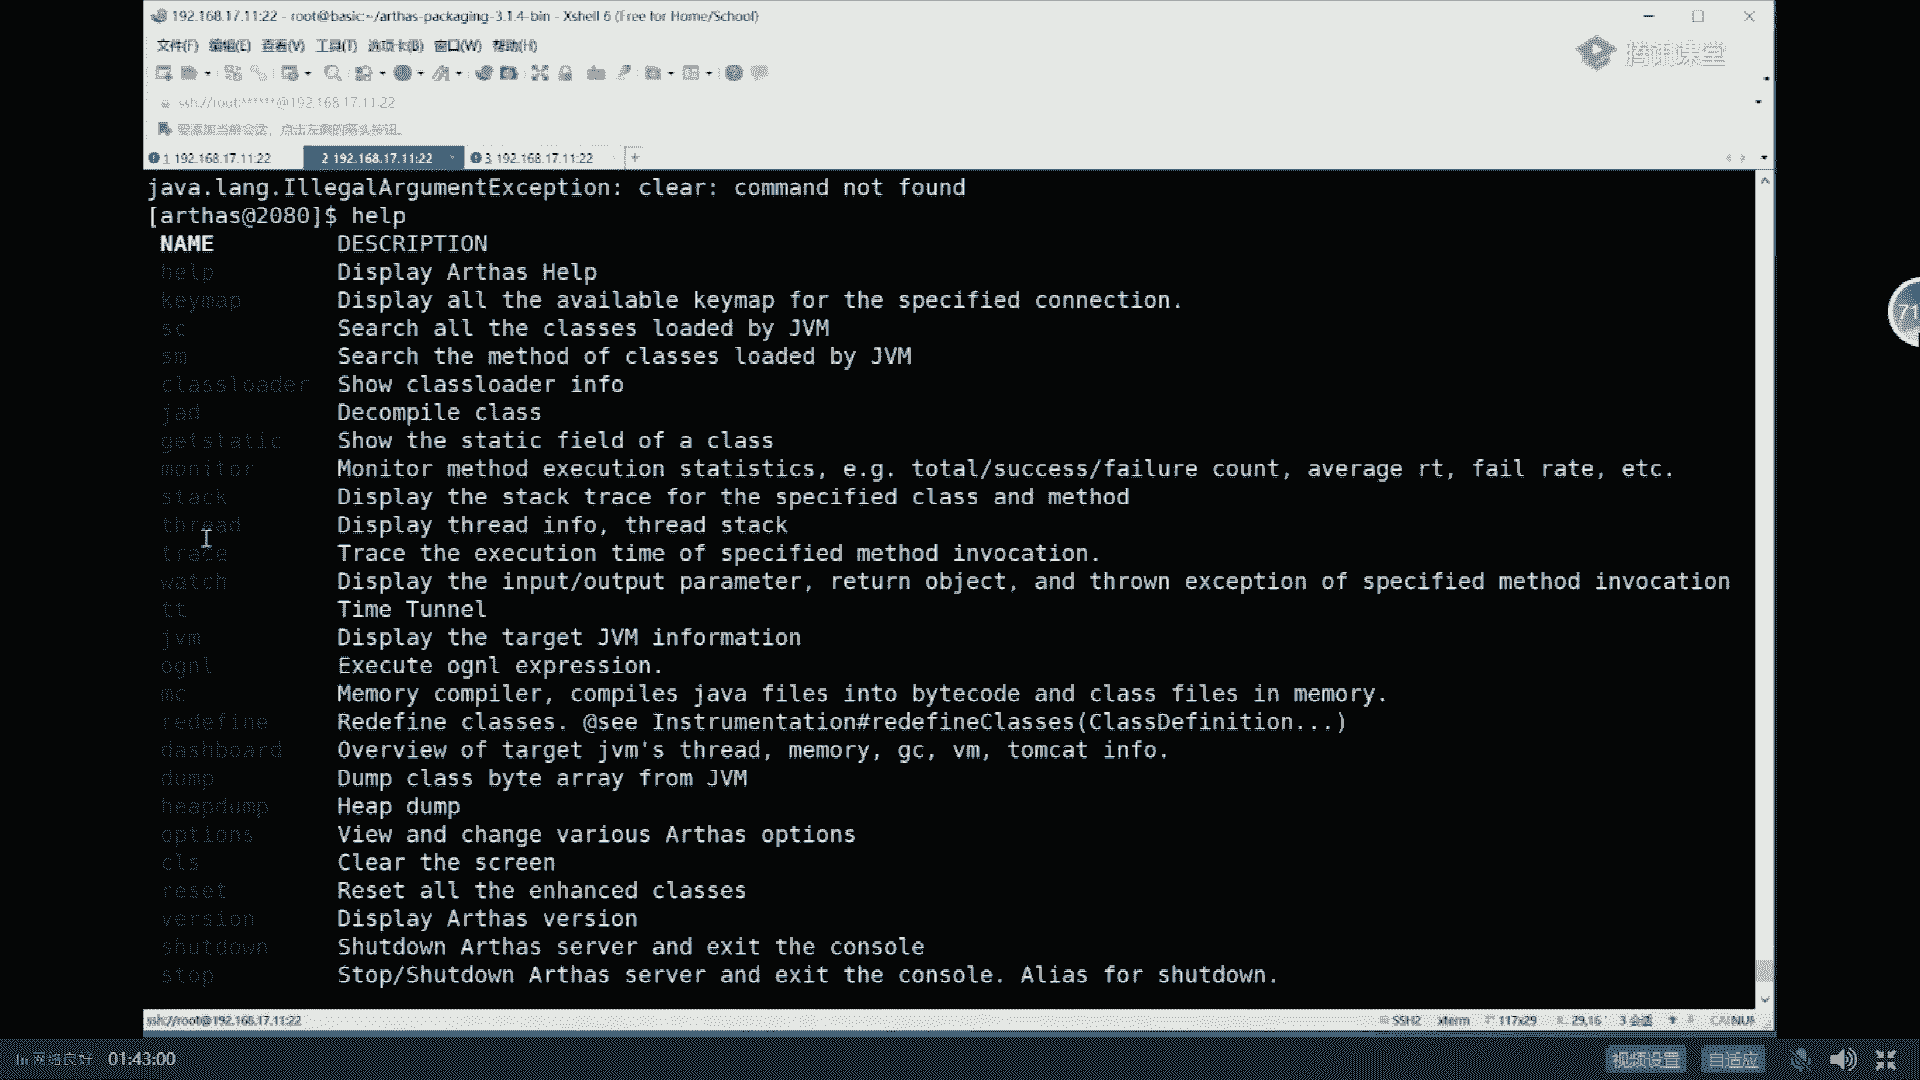 192.168.17.11:22 - root@basic:~/arthas-packaging-3.1.4-bin - Xshell 6 (Free for Home/School)
文件(F) 编辑(E) 查看(V) 工具(T) 选项卡(B) 窗口(W) 帮助(H)
腾讯课堂
ssh://root:******@192.168.17.11:22
要添加当前会话，点击左侧的箭头按钮。
1 192.168.17.11:22 2 192.168.17.11:22 3 192.168.17.11:22 +
java.lang.IllegalArgumentException: clear: command not found
[arthas@2080]$ help
NAME DESCRIPTION
help Display Arthas Help
keymap Display all the available keymap for the specified connection.
sc Search all the classes loaded by JVM
sm Search the method of classes loaded by JVM
classloader Show classloader info
jad Decompile class
getstatic Show the static field of a class
monitor Monitor method execution statistics, e.g. total/success/failure count, average rt, fail rate, etc.
stack Display the stack trace for the specified class and method
thread Display thread info, thread stack
trace Trace the execution time of specified method invocation.
watch Display the input/output parameter, return object, and thrown exception of specified method invocation
tt Time Tunnel
jvm Display the target JVM information
ognl Execute ognl expression.
mc Memory compiler, compiles java files into bytecode and class files in memory.
redefine Redefine classes. @see Instrumentation#redefineClasses(ClassDefinition...)
dashboard Overview of target jvm's thread, memory, gc, vm, tomcat info.
dump Dump class byte array from JVM
heapdump Heap dump
options View and change various Arthas options
cls Clear the screen
reset Reset all the enhanced classes
version Display Arthas version
shutdown Shutdown Arthas server and exit the console
stop Stop/Shutdown Arthas server and exit the console. Alias for shutdown.
ssh://root@192.168.17.11:22 SSH2 xterm 117x29 29,16 3 会话 CAP NUM
网络良好 01:43:00 视频设置 自适应
71